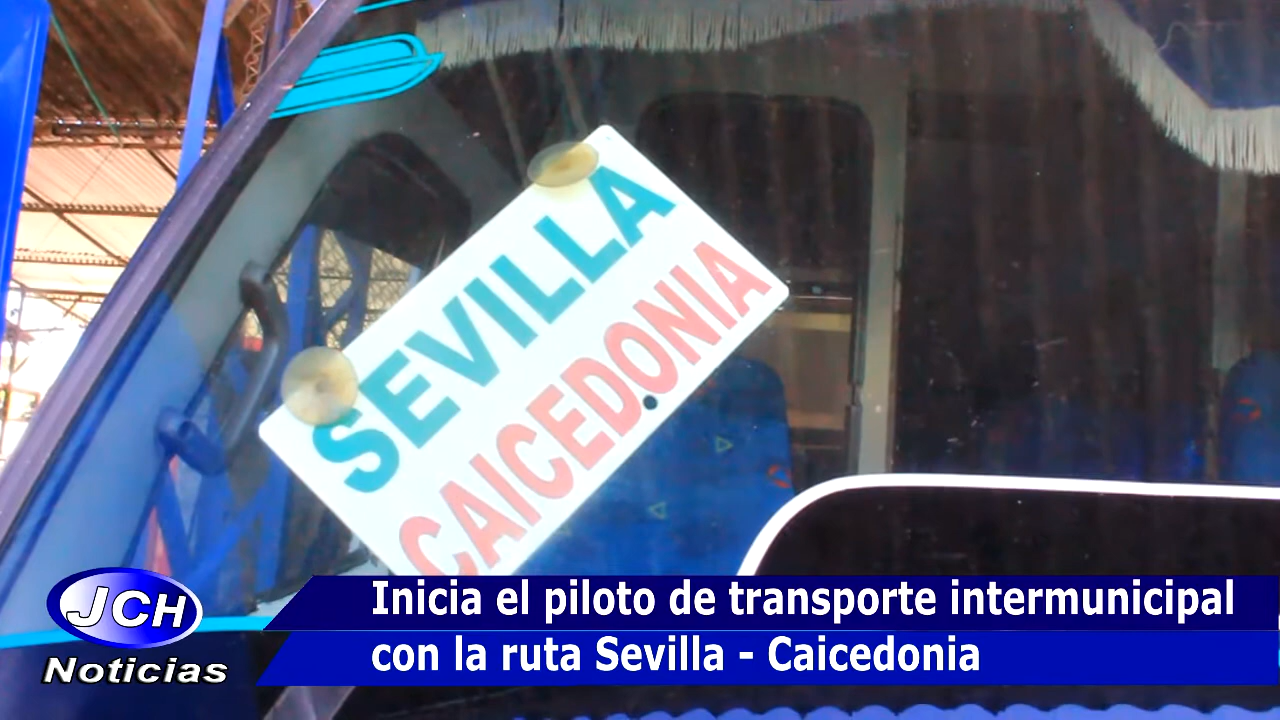 SEVILLA
CAICEDONIA
Inicia el piloto de transporte intermunicipal
con la ruta Sevilla - Caicedonia
JCH
Noticias